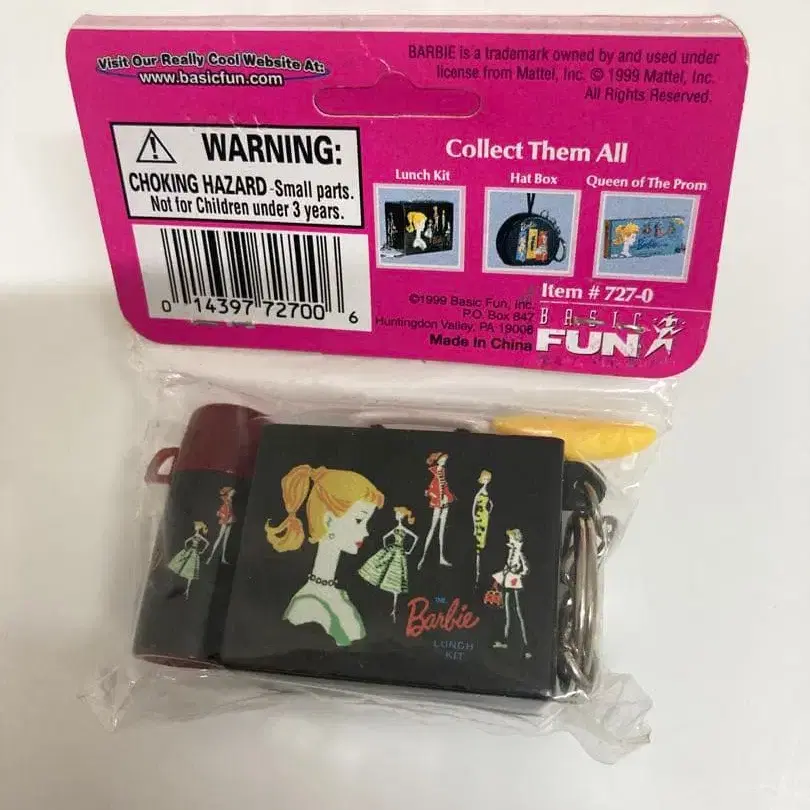 Visit Our Really Cool Website At:
www.basicfun.com
BARBIE is a trademark owned by and used under
license from Mattel, Inc. © 1999 Mattel, Inc.
All Rights Reserved.
WARNING:
CHOKING HAZARD -Small parts.
Not for Children under 3 years.
0 14397 72700 6
Collect Them All
Lunch Kit
Hat Box
Queen of The Prom
Barbie
Barbie
Item # 727-0
©1999 Basic Fun, Inc.
P.O. Box 847
Huntingdon Valley, PA 19006
Made in China
BASIC
FUN
THE
Barbie
LUNCH
KIT